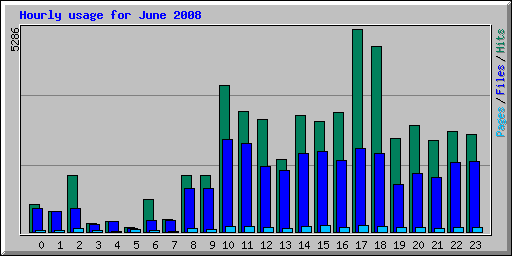 Hourly usage for June 2008
5286
Pages / Files / Hits
0 1 2 3 4 5 6 7 8 9 10 11 12 13 14 15 16 17 18 19 20 21 22 23